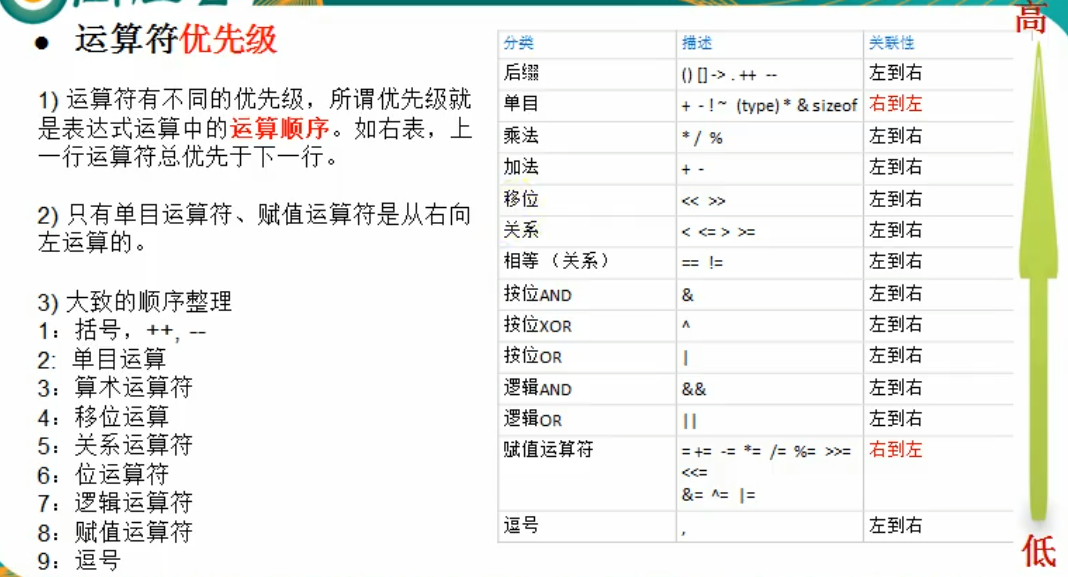 ● 运算符优先级
1) 运算符有不同的优先级，所谓优先级就
是表达式运算中的运算顺序。如右表，上
一行运算符总优先于下一行。
2) 只有单目运算符、赋值运算符是从右向
左运算的。
3) 大致的顺序整理
1：括号，++, --
2: 单目运算
3：算术运算符
4：移位运算
5：关系运算符
6：位运算符
7：逻辑运算符
8：赋值运算符
9：逗号
分类 描述 关联性
后缀 () [] -> . ++ -- 左到右
单目 + - ! ~ (type) * & sizeof 右到左
乘法 * / % 左到右
加法 + - 左到右
移位 << >> 左到右
关系 < <= > >= 左到右
相等 （关系） == != 左到右
按位AND & 左到右
按位XOR ^ 左到右
按位OR | 左到右
逻辑AND && 左到右
逻辑OR || 左到右
赋值运算符 = += -= *= /= %= >>= 右到左
<<=
&= ^= |=
逗号 , 左到右
高
低